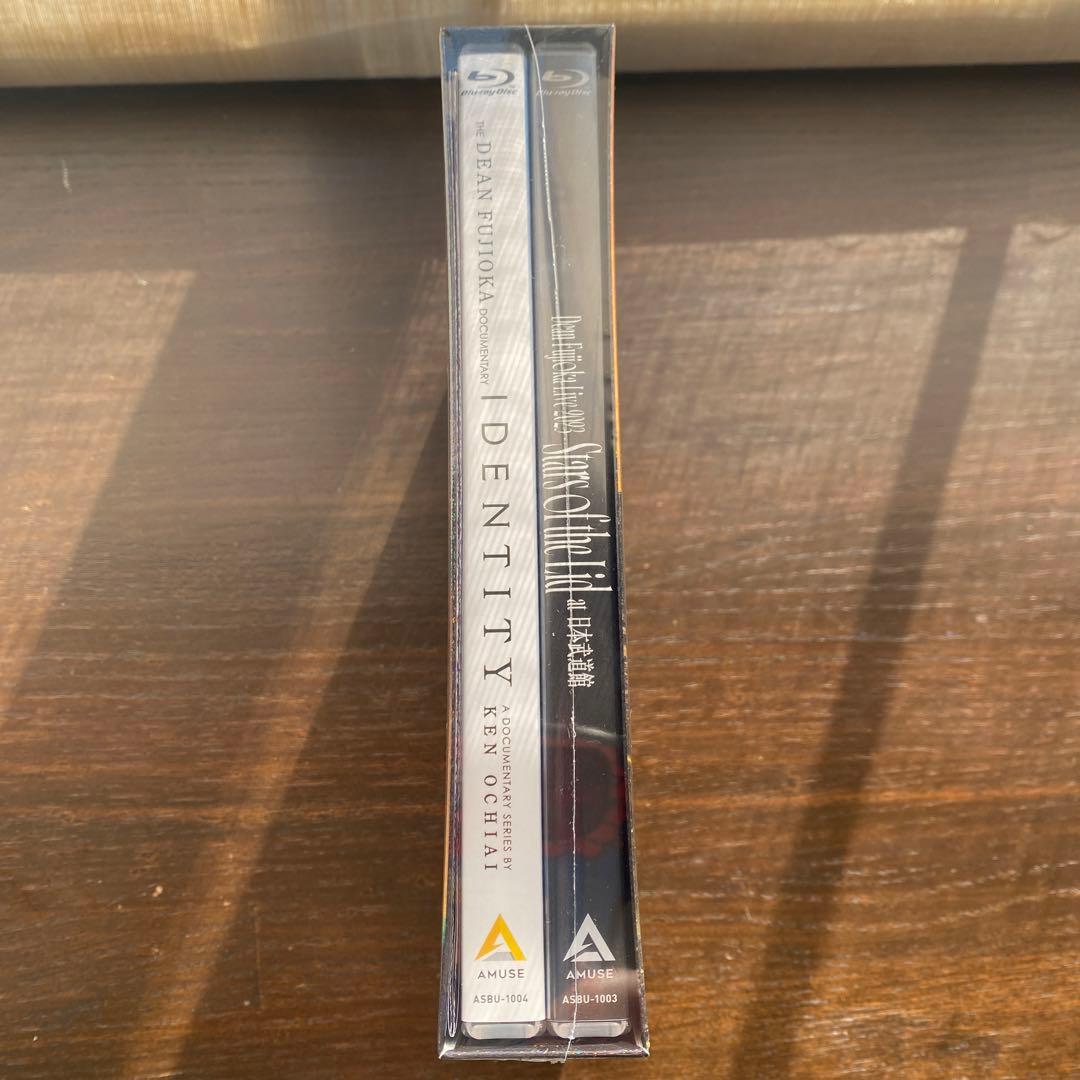 Blu-ray Disc
THE DEAN FUJIOKA DOCUMENTARY
IDENTITY
A DOCUMENTARY SERIES BY
KEN OCHIAI
AMUSE
ASBU-1004
Blu-ray Disc
Dean Fujioka Live 2023
Stars of the Lid
at 日本武道館
AMUSE
ASBU-1003